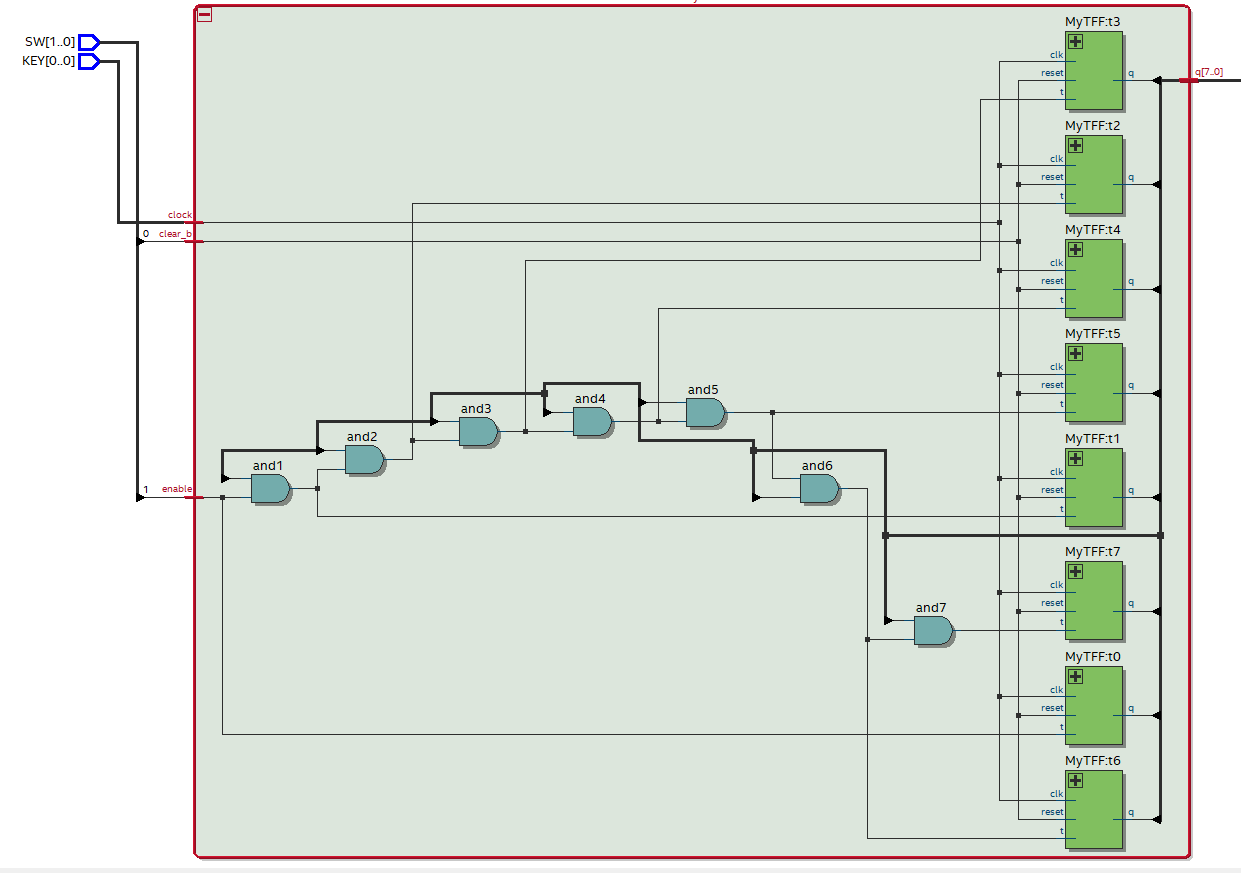 SW[1..0]
KEY[0..0]
clock
0 clear_b
1 enable
and1
and2
and3
and4
and5
and6
and7
MyTFF:t3
clk
reset
t
q
q[7..0]
MyTFF:t2
clk
reset
t
q
MyTFF:t4
clk
reset
t
q
MyTFF:t5
clk
reset
t
q
MyTFF:t1
clk
reset
t
q
MyTFF:t7
clk
reset
t
q
MyTFF:t0
clk
reset
t
q
MyTFF:t6
clk
reset
t
q